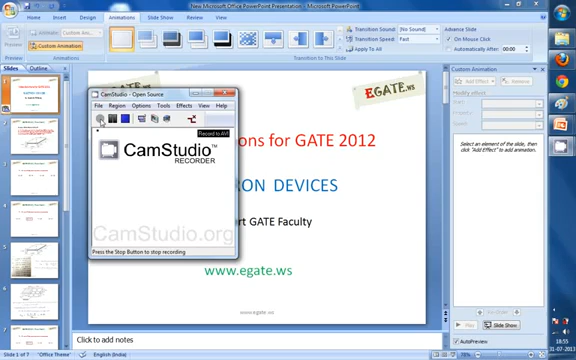 New Microsoft Office PowerPoint Presentation - Microsoft PowerPoint
Home
Insert
Design
Animations
Slide Show
Review
View
Preview
Animate:
Custom Animation
Transition Sound: [No Sound]
Transition Speed: Fast
Apply To All
Advance Slide
On Mouse Click
Automatically After: 00:00
Preview
Animations
Transition to This Slide
Slides
Outline
CamStudio - Open Source
File
Region
Options
Tools
Effects
View
Help
Record to AVI
CamStudio™
RECORDER
CamStudio.org
Press the Stop Button to stop recording
EGATE.ws
ons for GATE 2012
RON DEVICES
rt GATE Faculty
www.egate.ws
www.egate.ws
Custom Animation
Add Effect
Remove
Modify effect
Start:
Property:
Speed:
Select an element of the slide, then click "Add Effect" to add animation.
Play
Slide Show
AutoPreview
Click to add notes
Slide 1 of 7
"Office Theme"
English (India)
78%
18:55
31-07-2011